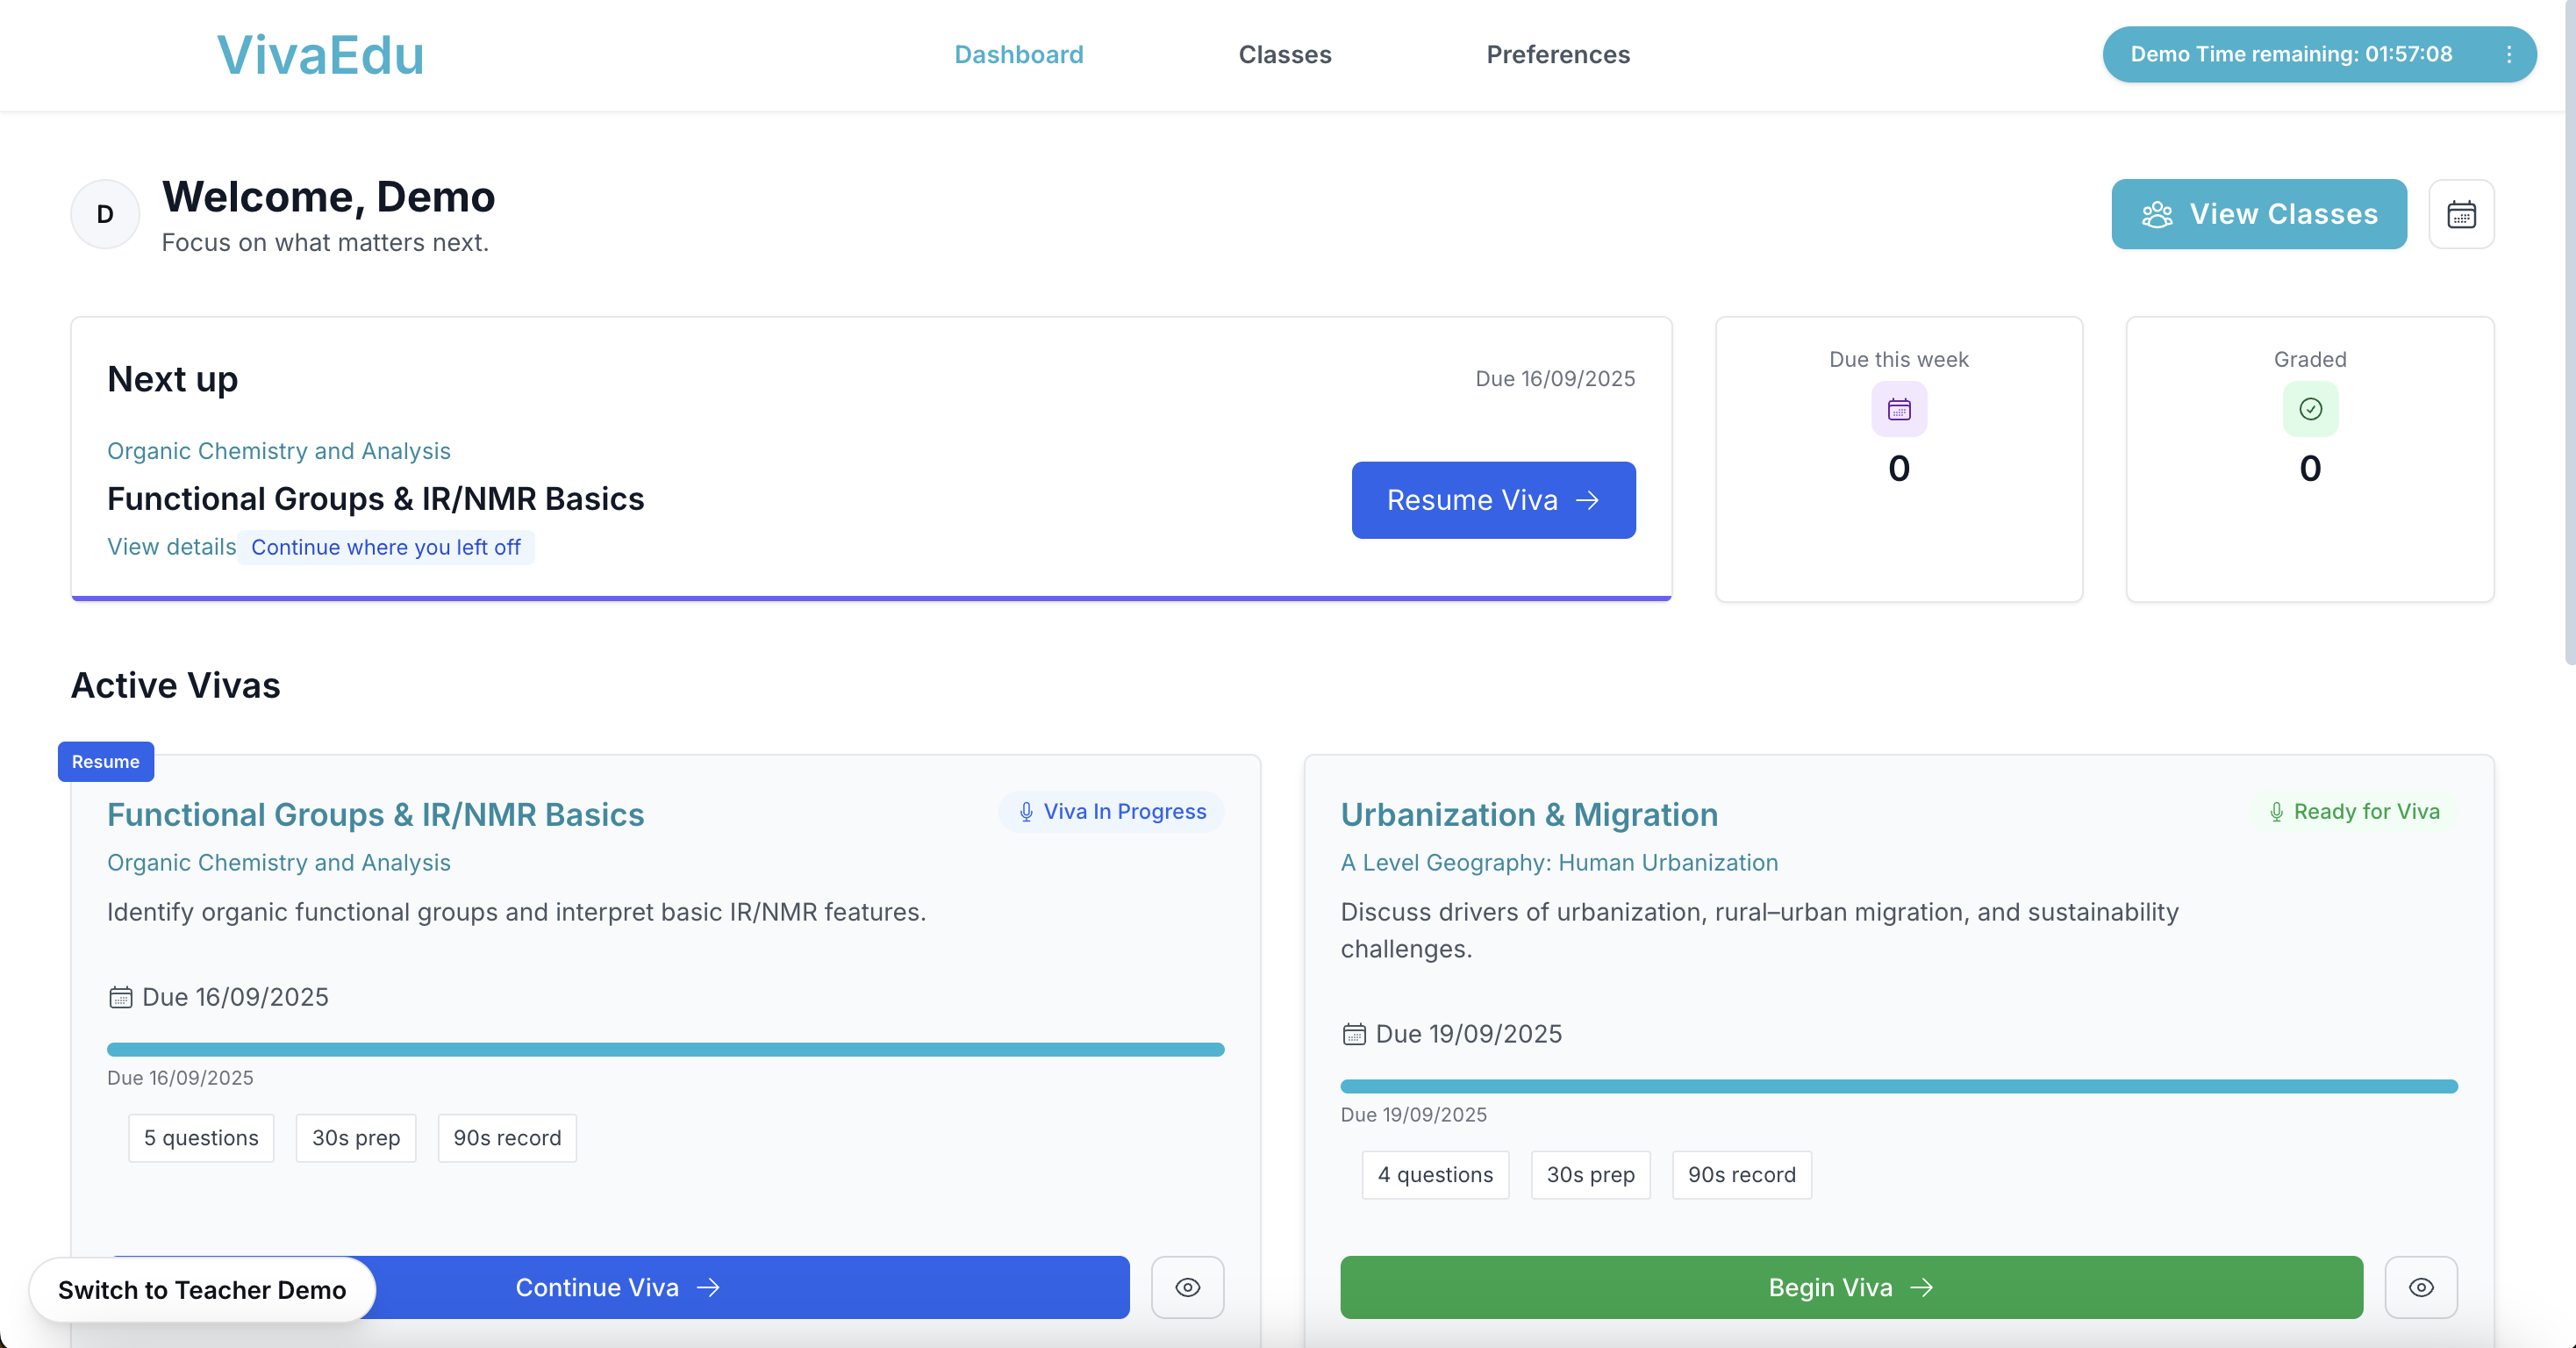 VivaEdu
Dashboard
Classes
Preferences
Demo Time remaining: 01:57:08
D
Welcome, Demo
Focus on what matters next.
View Classes
Next up
Due 16/09/2025
Organic Chemistry and Analysis
Functional Groups & IR/NMR Basics
View details
Continue where you left off
Resume Viva
Due this week
0
Graded
0
Active Vivas
Resume
Functional Groups & IR/NMR Basics
Viva In Progress
Organic Chemistry and Analysis
Identify organic functional groups and interpret basic IR/NMR features.
Due 16/09/2025
Due 16/09/2025
5 questions
30s prep
90s record
Continue Viva
Switch to Teacher Demo
Urbanization & Migration
Ready for Viva
A Level Geography: Human Urbanization
Discuss drivers of urbanization, rural–urban migration, and sustainability
challenges.
Due 19/09/2025
Due 19/09/2025
4 questions
30s prep
90s record
Begin Viva